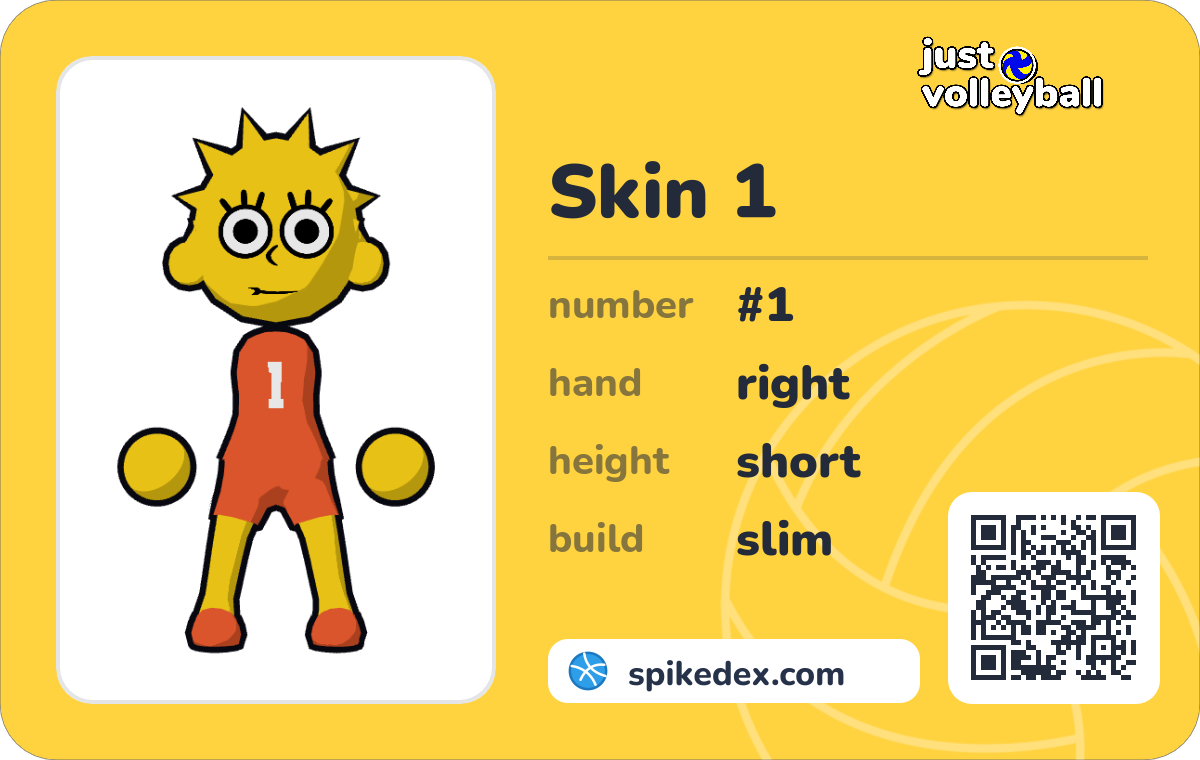 just
volleyball
Skin 1
number #1
hand right
height short
build slim
1
spikedex.com